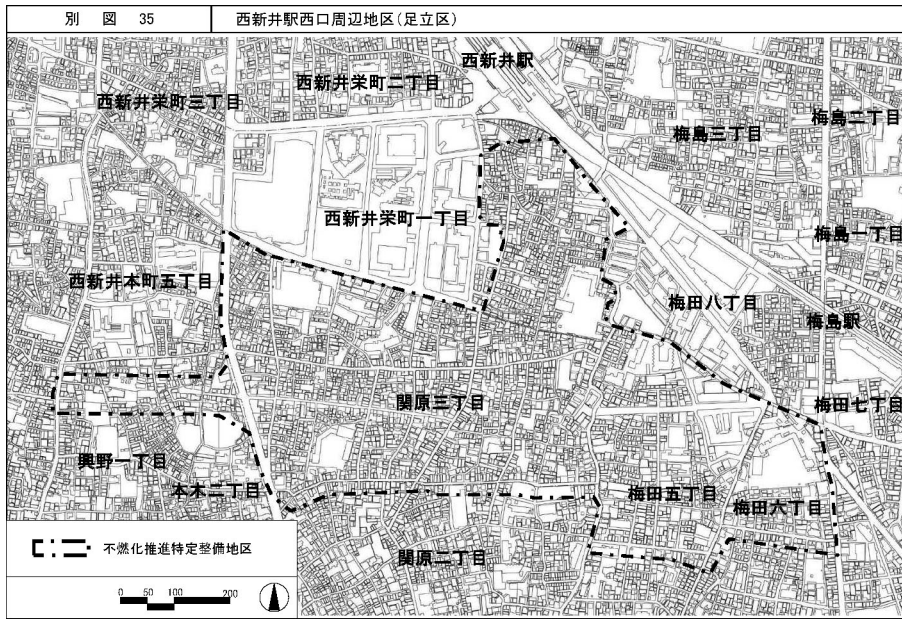 別 図 35
西新井駅西口周辺地区(足立区)
西新井駅
西新井栄町二丁目
西新井栄町三丁目
梅島二丁目
梅島三丁目
西新井栄町一丁目
梅島一丁目
西新井本町五丁目
梅田八丁目
梅島駅
関原三丁目
梅田七丁目
興野一丁目
本木二丁目
梅田五丁目
梅田六丁目
関原二丁目
不燃化推進特定整備地区
0 50 100 200